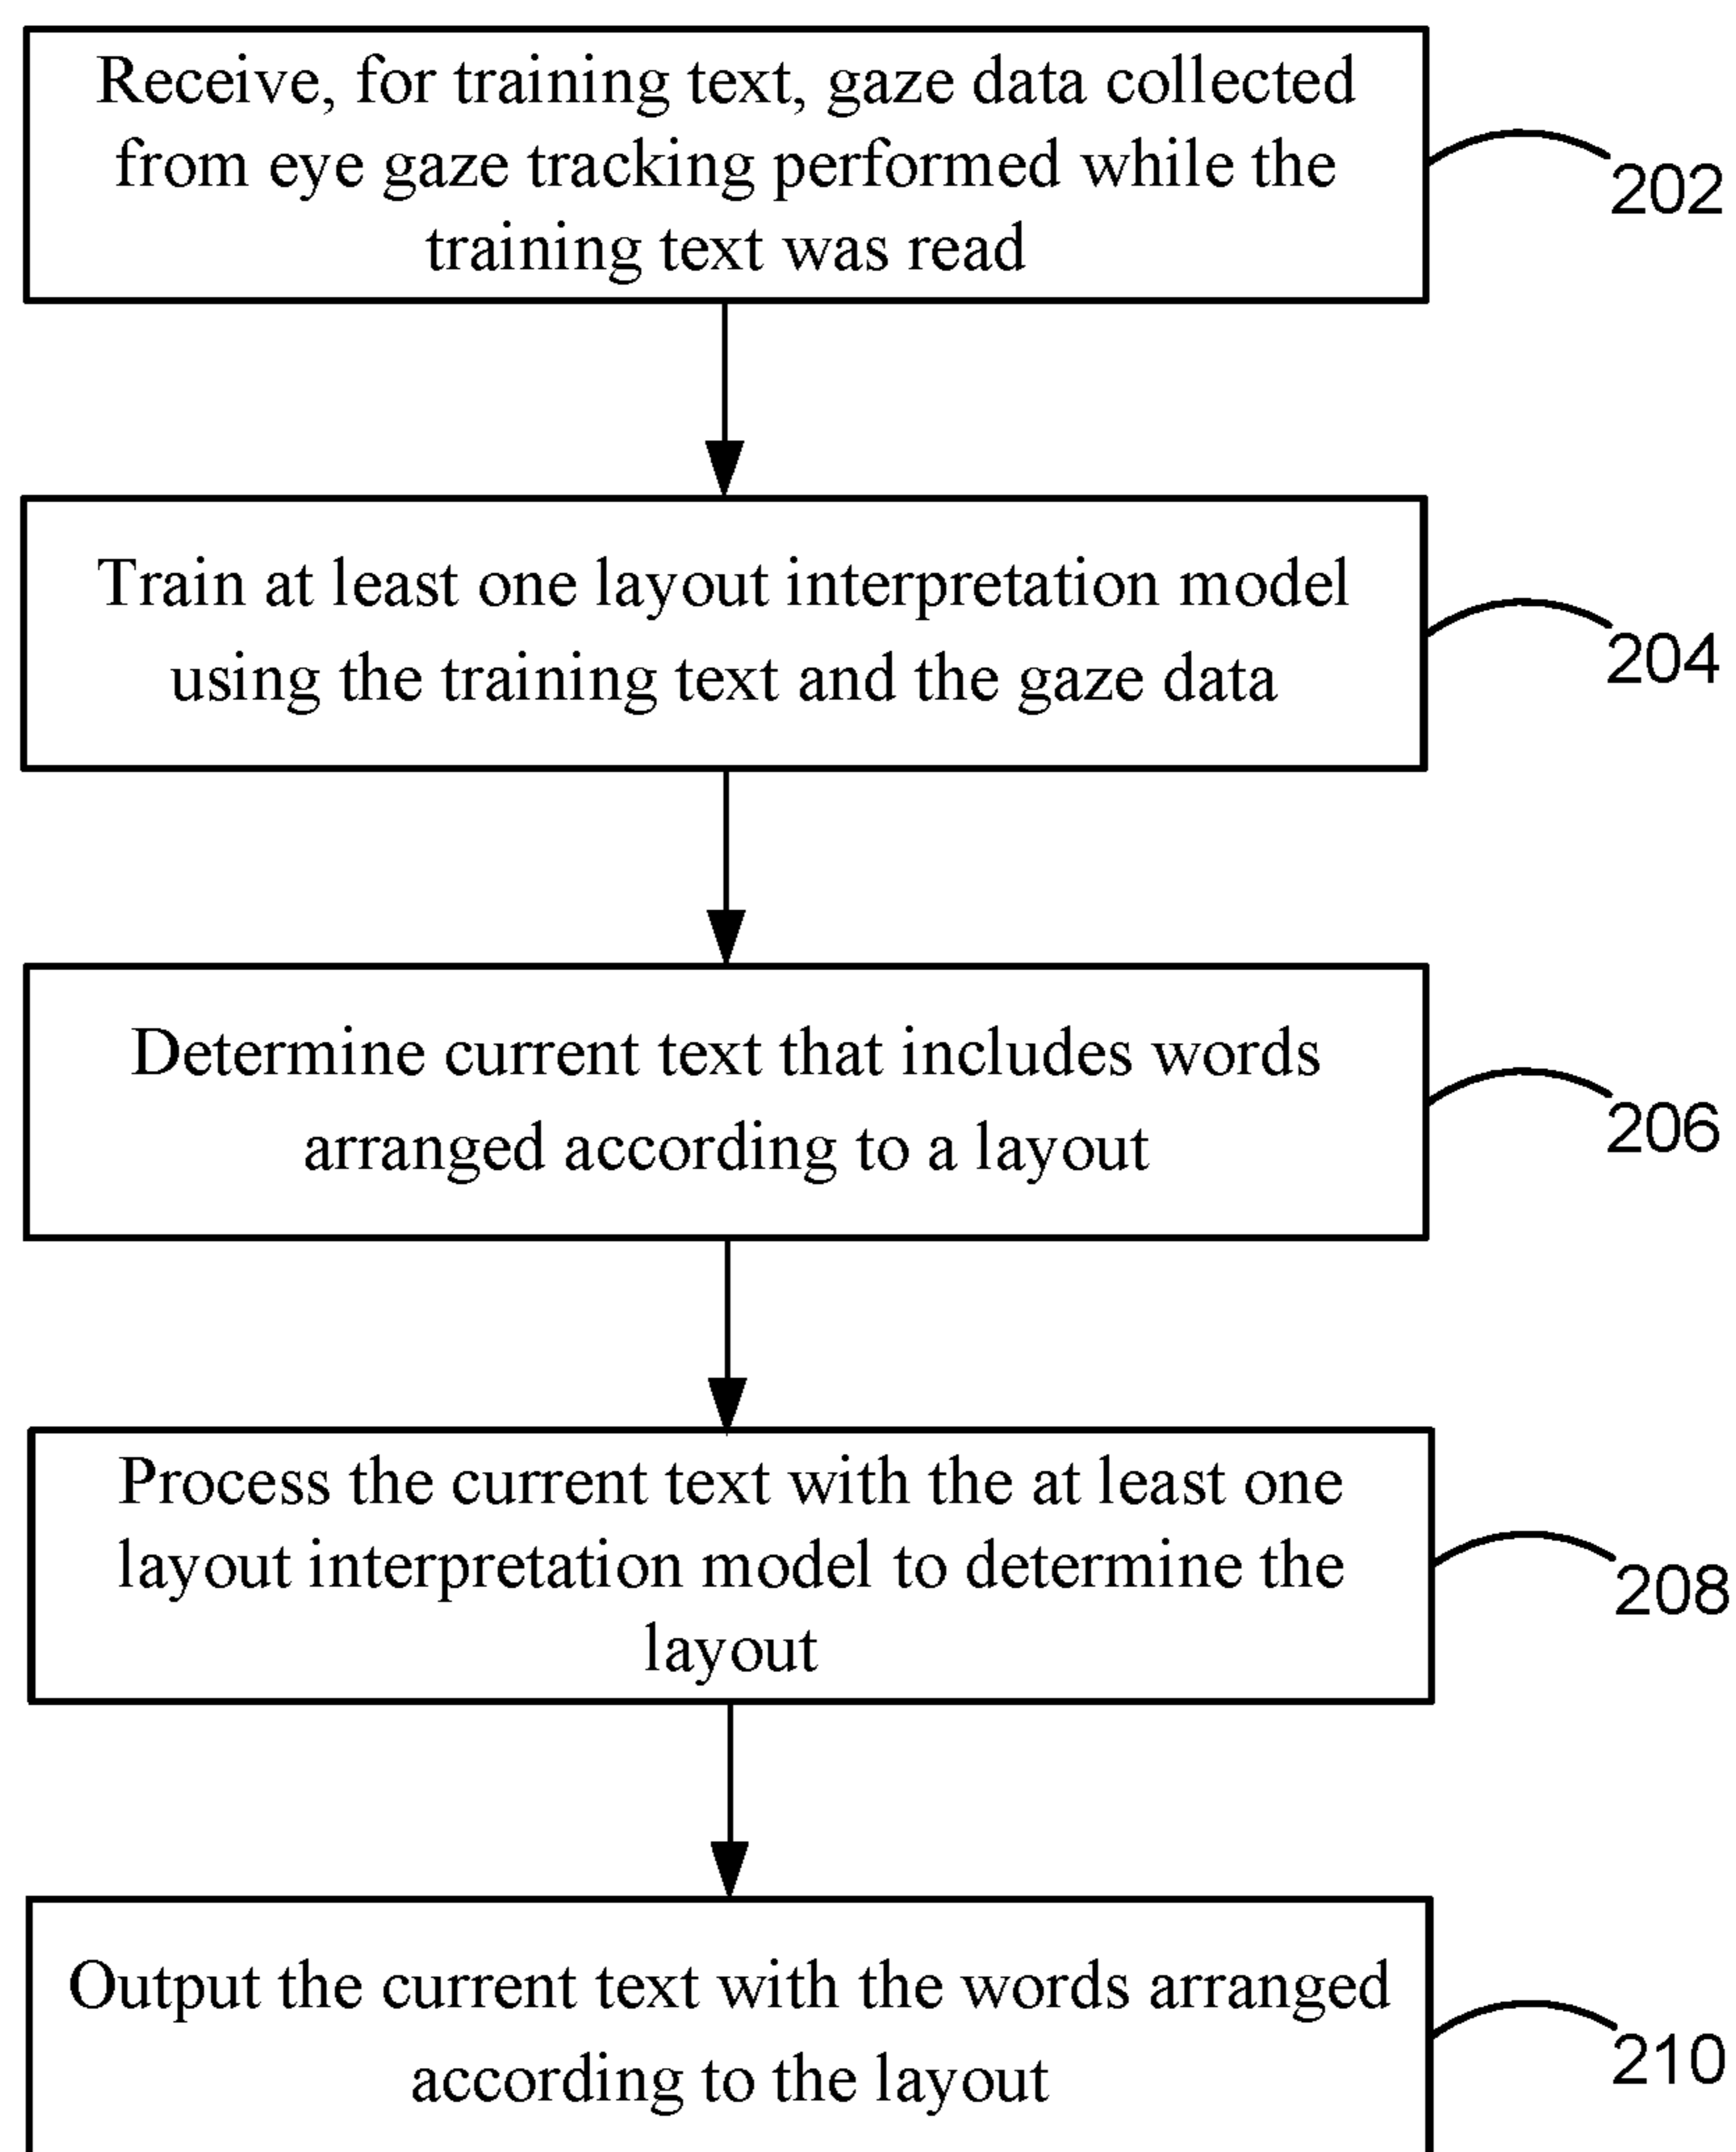 Receive, for training text, gaze data collected
from eye gaze tracking performed while the
training text was read
202
Train at least one layout interpretation model
using the training text and the gaze data
204
Determine current text that includes words
arranged according to a layout
206
Process the current text with the at least one
layout interpretation model to determine the
layout
208
Output the current text with the words arranged
according to the layout
210